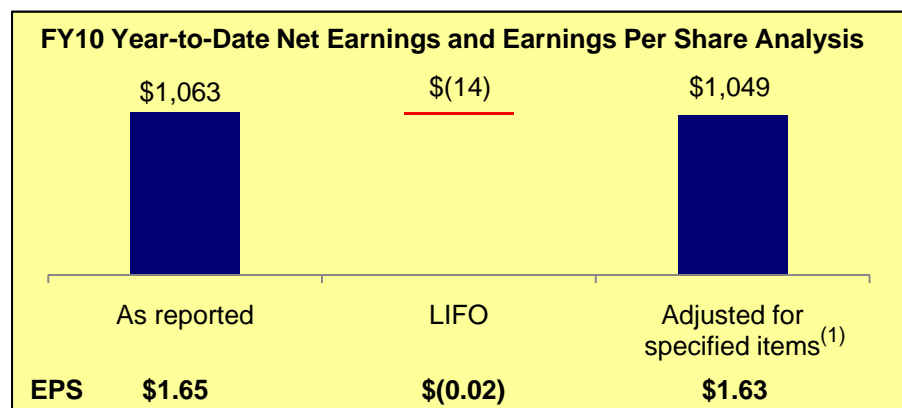 FY10 Year-to-Date Net Earnings and Earnings Per Share Analysis
$1,063 $(14) $1,049
As reported LIFO Adjusted for
specified items(1)
EPS $1.65 $(0.02) $1.63